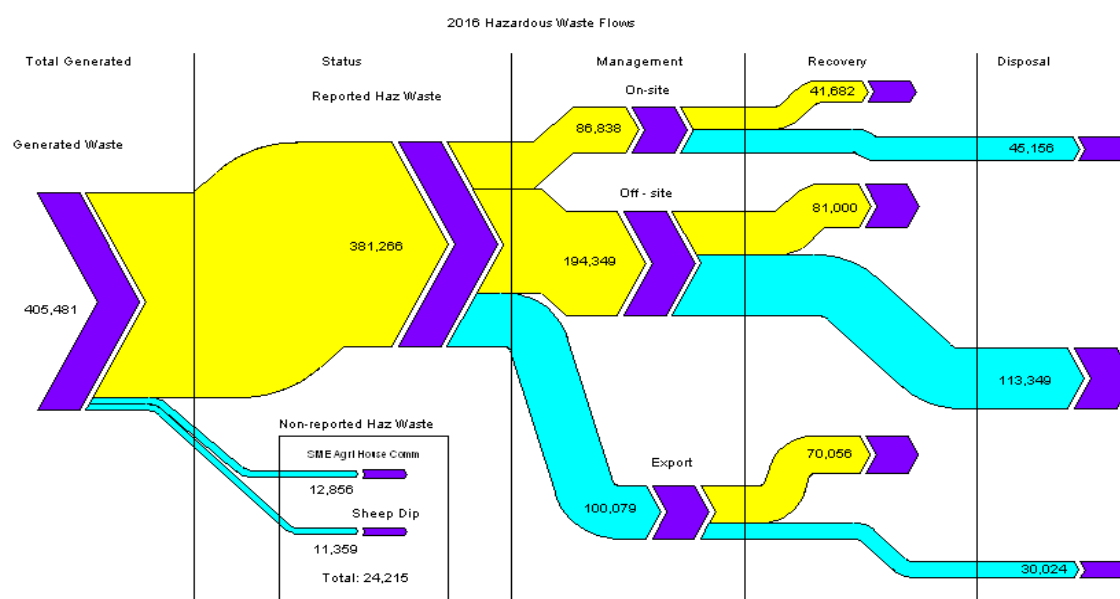 2016 Hazardous Waste Flows
Total Generated
Status
Management
Recovery
Disposal
Reported Haz Waste
On-site
41,682
86,838
Generated Waste
45,156
Off - site
81,000
381,266
194,349
405,481
113,349
Non-reported Haz Waste
SME Agri House Comm
12,856
Sheep Dip
11,359
Total: 24,215
Export
70,056
100,079
30,024